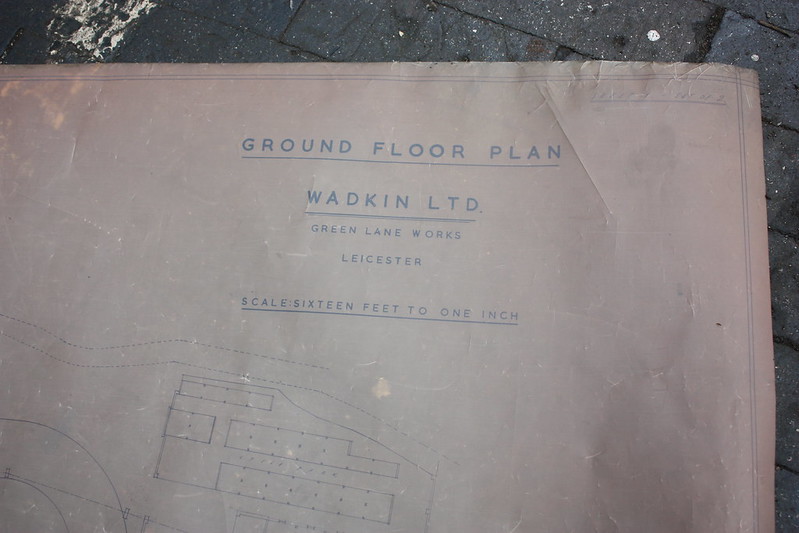 GROUND FLOOR PLAN
WADKIN LTD.
GREEN LANE WORKS
LEICESTER
SCALE:SIXTEEN FEET TO ONE INCH